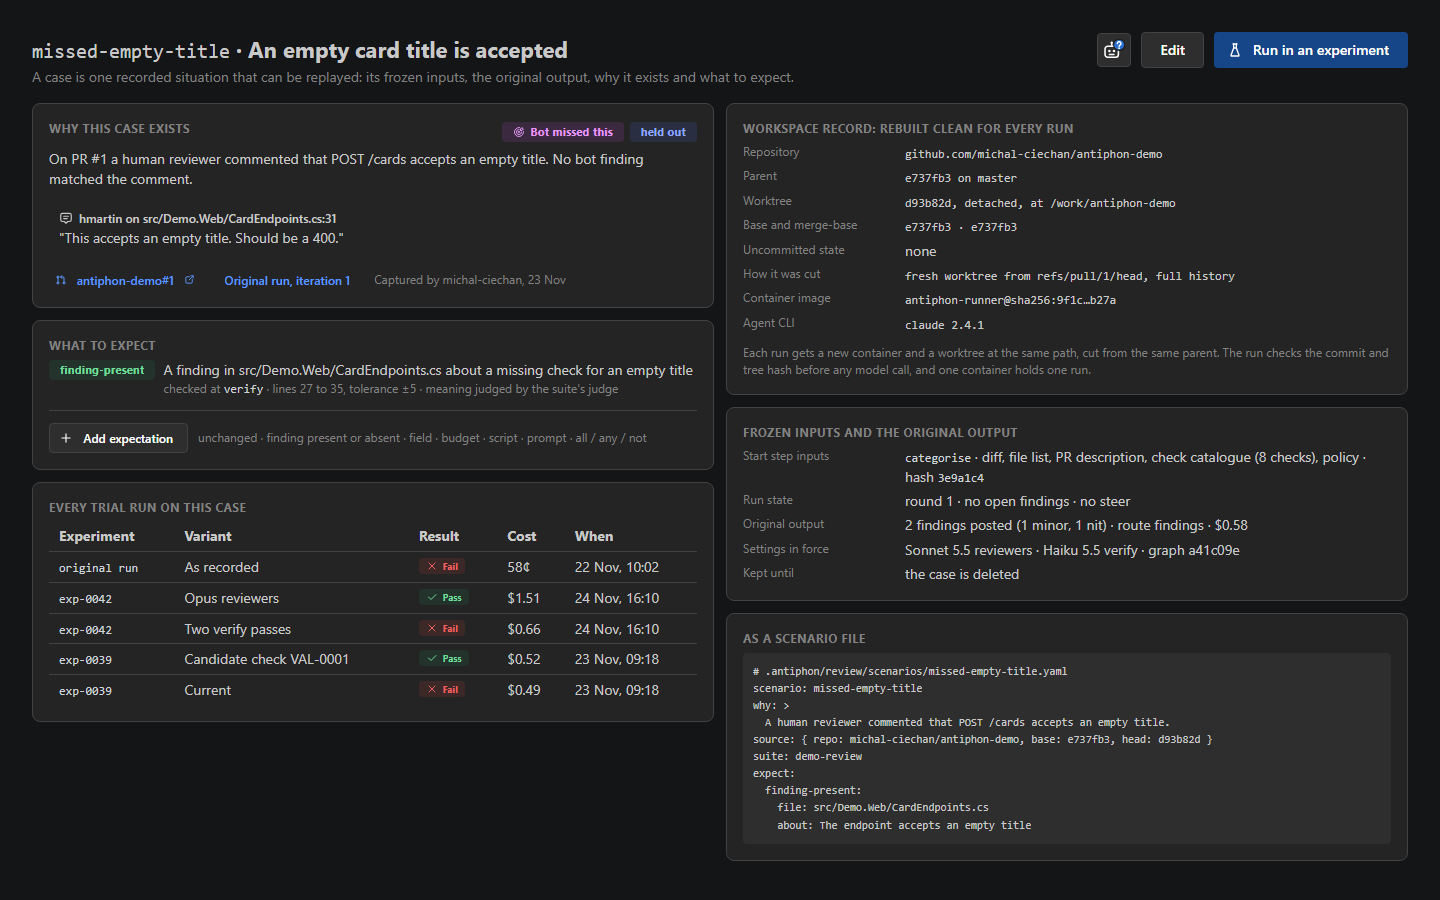 missed-empty-title · An empty card title is accepted
A case is one recorded situation that can be replayed: its frozen inputs, the original output, why it exists and what to expect.
Edit
Run in an experiment
WHY THIS CASE EXISTS
Bot missed this
held out
On PR #1 a human reviewer commented that POST /cards accepts an empty title. No bot finding
matched the comment.
hmartin on src/Demo.Web/CardEndpoints.cs:31
"This accepts an empty title. Should be a 400."
antiphon-demo#1
Original run, iteration 1
Captured by michal-ciechan, 23 Nov
WHAT TO EXPECT
finding-present
A finding in src/Demo.Web/CardEndpoints.cs about a missing check for an empty title
checked at verify · lines 27 to 35, tolerance ±5 · meaning judged by the suite's judge
+ Add expectation
unchanged · finding present or absent · field · budget · script · prompt · all / any / not
EVERY TRIAL RUN ON THIS CASE
Experiment Variant Result Cost When
original run As recorded Fail 58¢ 22 Nov, 10:02
exp-0042 Opus reviewers Pass $1.51 24 Nov, 16:10
exp-0042 Two verify passes Fail $0.66 24 Nov, 16:10
exp-0039 Candidate check VAL-0001 Pass $0.52 23 Nov, 09:18
exp-0039 Current Fail $0.49 23 Nov, 09:18
WORKSPACE RECORD: REBUILT CLEAN FOR EVERY RUN
Repository github.com/michal-ciechan/antiphon-demo
Parent e737fb3 on master
Worktree d93b82d, detached, at /work/antiphon-demo
Base and merge-base e737fb3 · e737fb3
Uncommitted state none
How it was cut fresh worktree from refs/pull/1/head, full history
Container image antiphon-runner@sha256:9f1c…b27a
Agent CLI claude 2.4.1
Each run gets a new container and a worktree at the same path, cut from the same parent. The run checks the commit and
tree hash before any model call, and one container holds one run.
FROZEN INPUTS AND THE ORIGINAL OUTPUT
Start step inputs categorise · diff, file list, PR description, check catalogue (8 checks), policy ·
hash 3e9a1c4
Run state round 1 · no open findings · no steer
Original output 2 findings posted (1 minor, 1 nit) · route findings · $0.58
Settings in force Sonnet 5.5 reviewers · Haiku 5.5 verify · graph a41c09e
Kept until the case is deleted
AS A SCENARIO FILE
# .antiphon/review/scenarios/missed-empty-title.yaml
scenario: missed-empty-title
why: >
A human reviewer commented that POST /cards accepts an empty title.
source: { repo: michal-ciechan/antiphon-demo, base: e737fb3, head: d93b82d }
suite: demo-review
expect:
finding-present:
file: src/Demo.Web/CardEndpoints.cs
about: The endpoint accepts an empty title